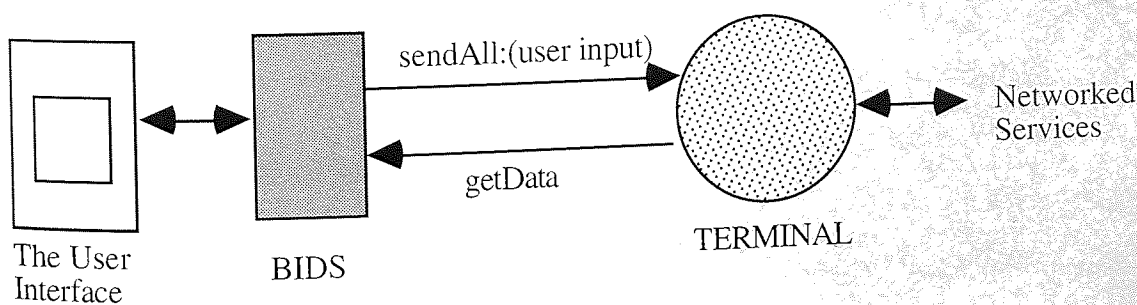 sendAll:(user input)
Networked
Services
getData
TERMINAL
The User
Interface
BIDS